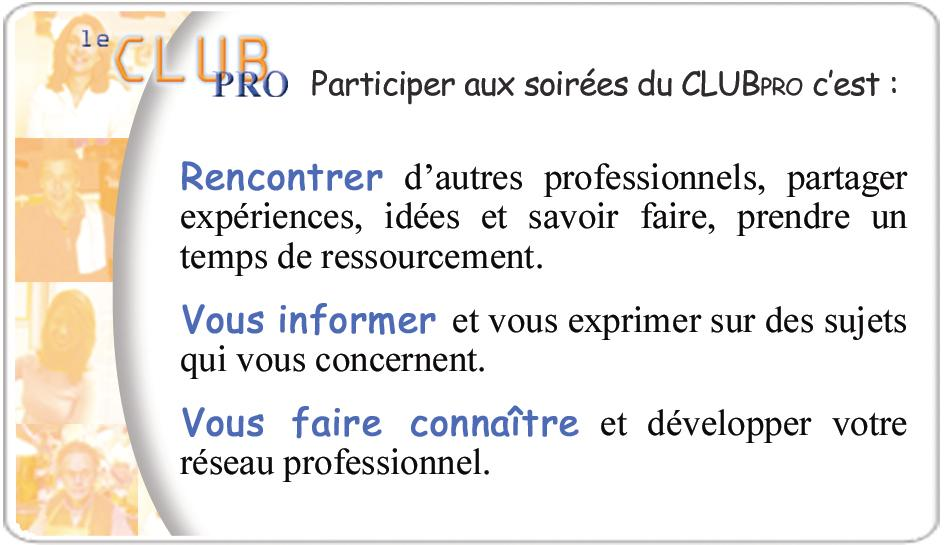 le
CLUB
PRO Participer aux soirées du CLUBPRO c’est :
Rencontrer d’autres professionnels, partager
expériences, idées et savoir faire, prendre un
temps de ressourcement.
Vous informer et vous exprimer sur des sujets
qui vous concernent.
Vous faire connaître et développer votre
réseau professionnel.